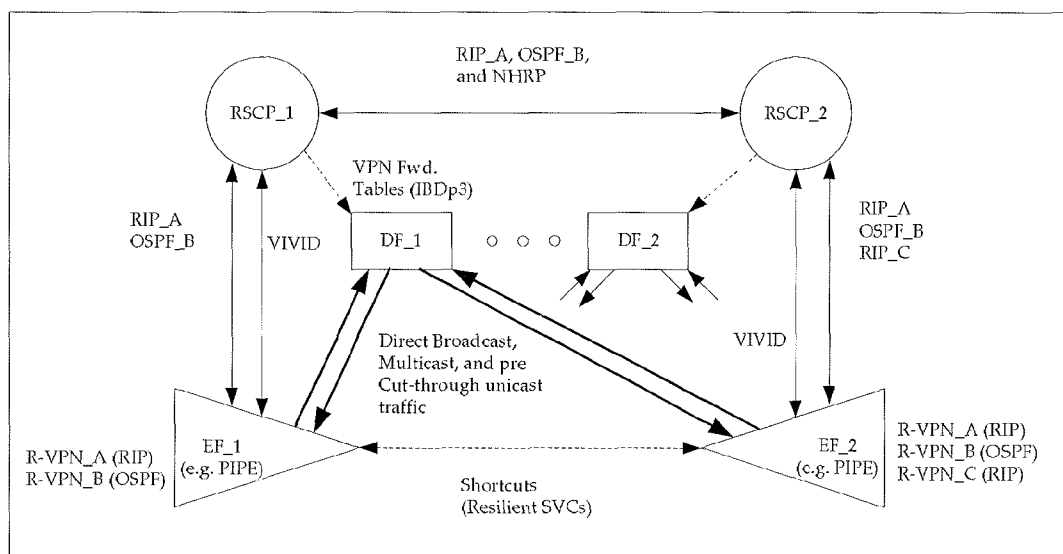 RIP_A, OSPF_B,
and NHRP
RSCP_1
RSCP_2
VPN Fwd.
Tables (IBDp3)
RIP_A
OSPF_B
VIVID
DF_1
DF_2
RIP_A
OSPF_B
RIP_C
VIVID
Direct Broadcast,
Multicast, and pre
Cut-through unicast
traffic
EF_1
(e.g. PIPE)
R-VPN_A (RIP)
R-VPN_B (OSPF)
EF_2
(e.g. PIPE)
R-VPN_A (RIP)
R-VPN_B (OSPF)
R-VPN_C (RIP)
Shortcuts
(Resilient SVCs)